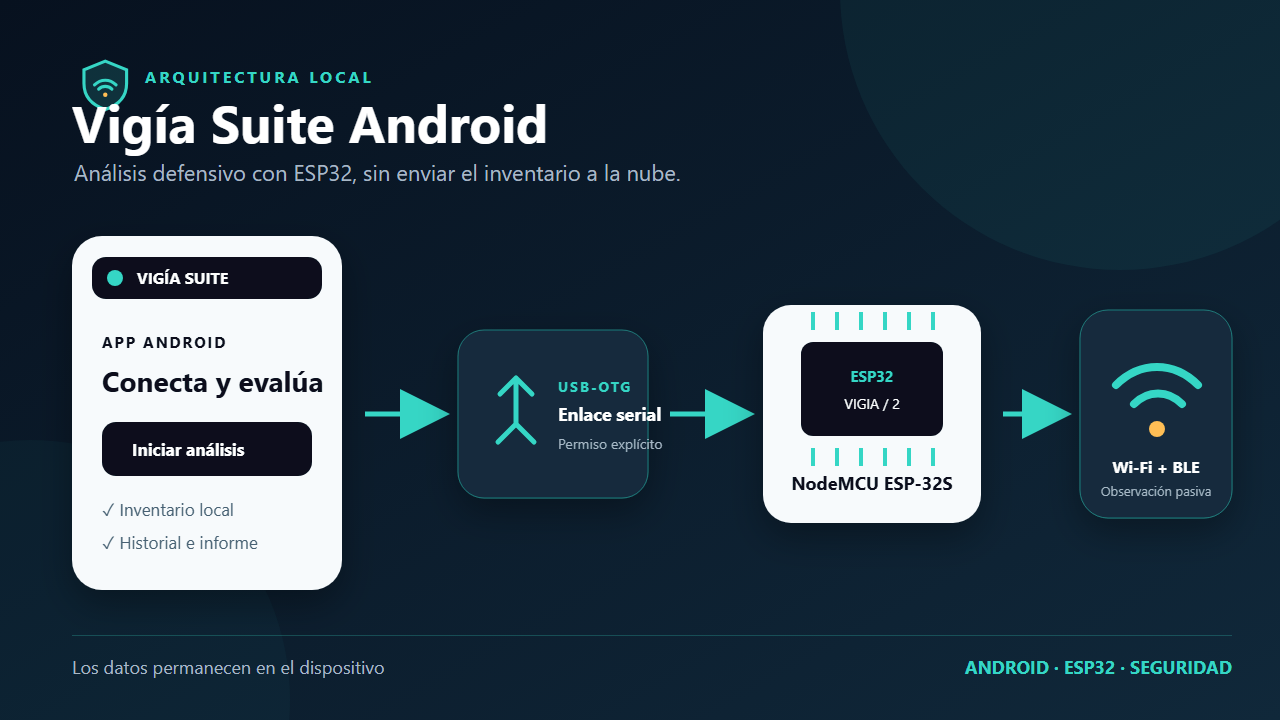 ARQUITECTURA LOCAL
Vigía Suite Android
Análisis defensivo con ESP32, sin enviar el inventario a la nube.
VIGÍA SUITE
APP ANDROID
Conecta y evalúa
Iniciar análisis
✓ Inventario local
✓ Historial e informe
USB-OTG
Enlace serial
Permiso explícito
ESP32
VIGIA / 2
NodeMCU ESP-32S
Wi-Fi + BLE
Observación pasiva
Los datos permanecen en el dispositivo
ANDROID · ESP32 · SEGURIDAD